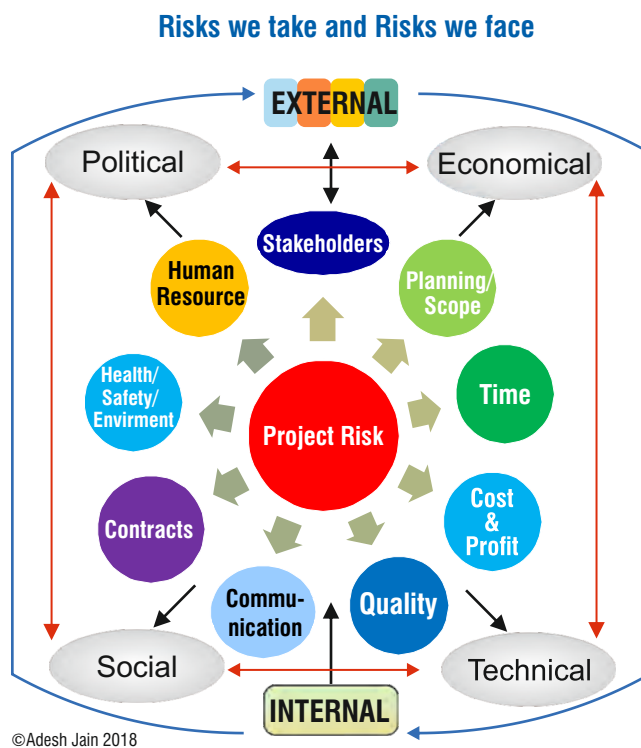 Risks we take and Risks we face
EXTERNAL
Political
Economical
Stakeholders
Human
Resource
Planning/
Scope
Health/
Safety/
Envirment
Time
Project Risk
Contracts
Cost
&
Profit
Commu-
nication
Quality
Social
Technical
INTERNAL
©Adesh Jain 2018